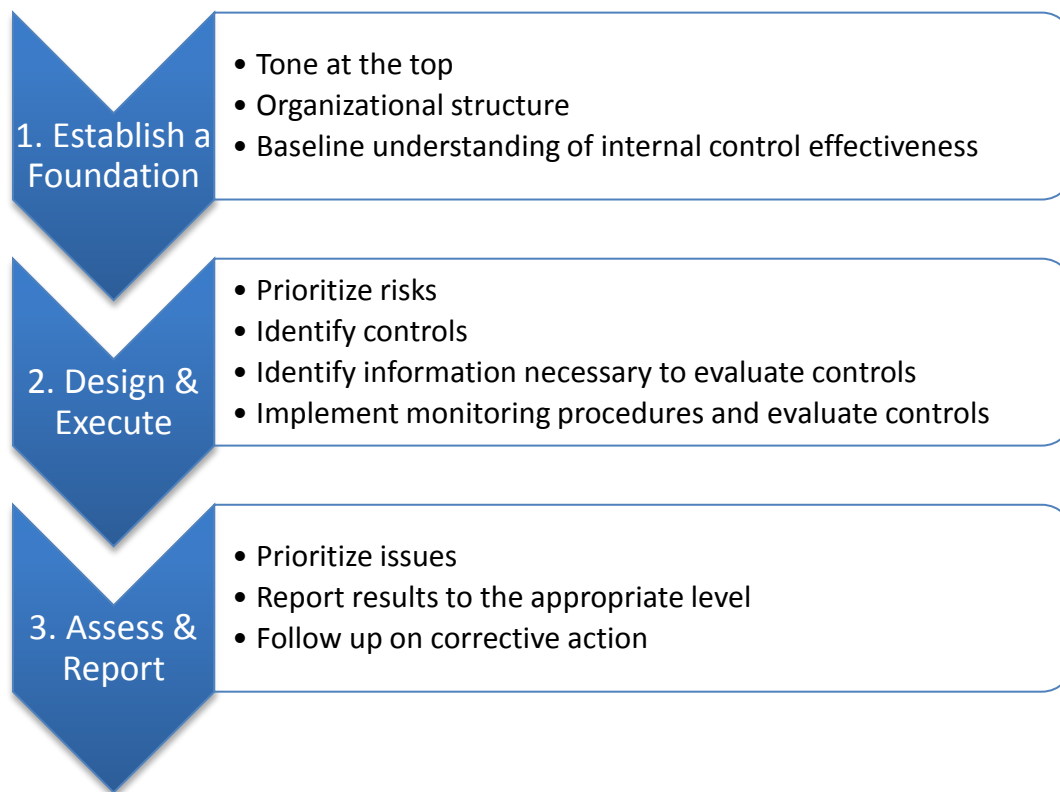 1. Establish a
Foundation
• Tone at the top
• Organizational structure
• Baseline understanding of internal control effectiveness
2. Design &
Execute
• Prioritize risks
• Identify controls
• Identify information necessary to evaluate controls
• Implement monitoring procedures and evaluate controls
3. Assess &
Report
• Prioritize issues
• Report results to the appropriate level
• Follow up on corrective action